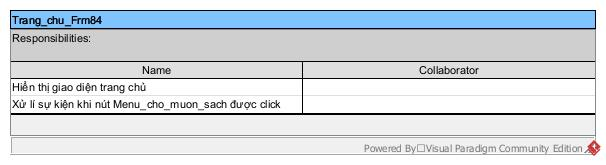 Trang_chu_Frm84
Responsibilities:
Name Collaborator
Hiển thị giao diện trang chủ
Xử lí sự kiện khi nút Menu_cho_muon_sach được click
Powered By□Visual Paradigm Community Edition